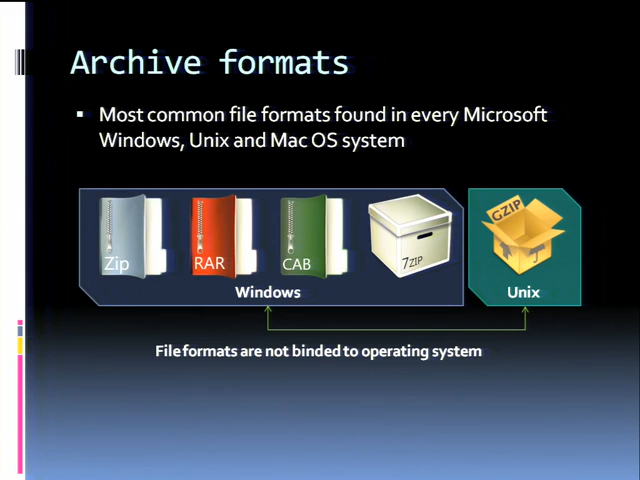 Archive formats
Most common file formats found in every Microsoft
Windows, Unix and Mac OS system
Zip
RAR
CAB
7ZIP
GZIP
Windows
Unix
File formats are not binded to operating system